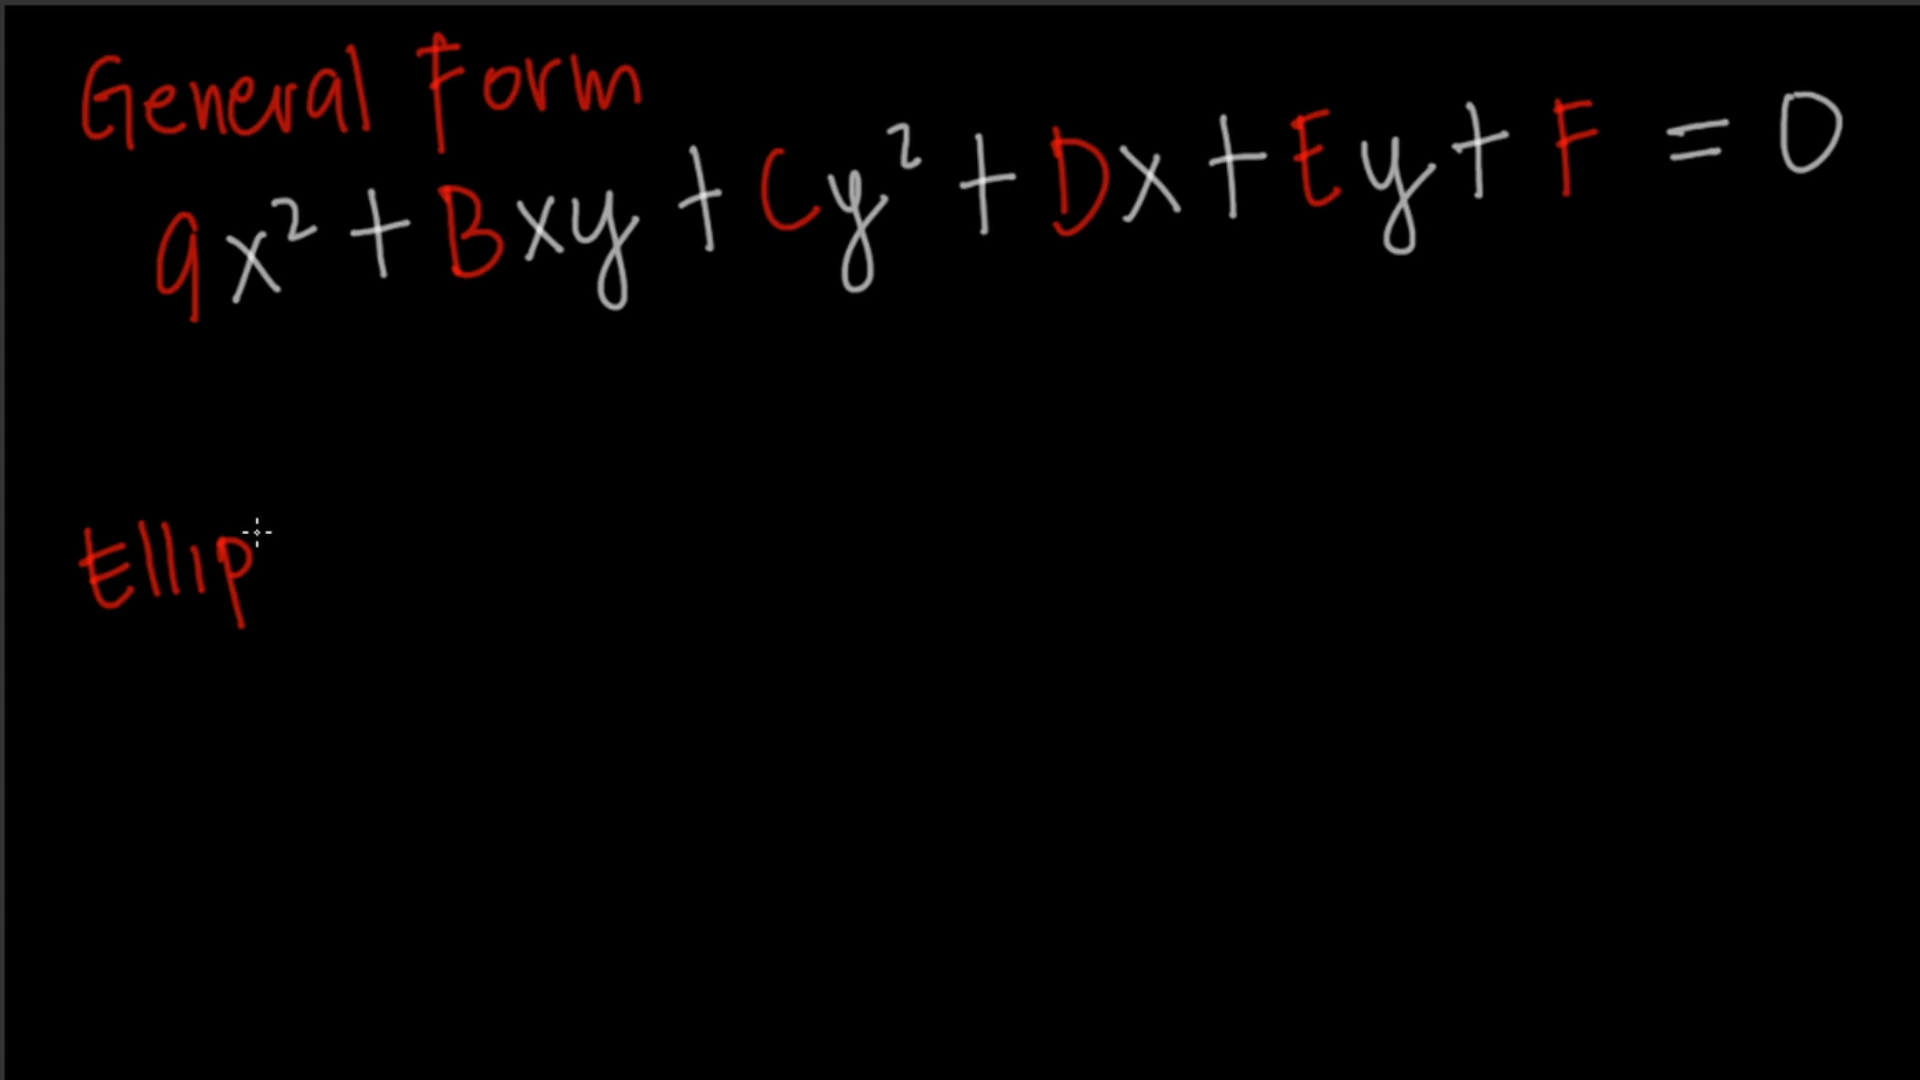 General Form
ax² + Bxy + Cy² + Dx + Ey + F = 0
Ellip